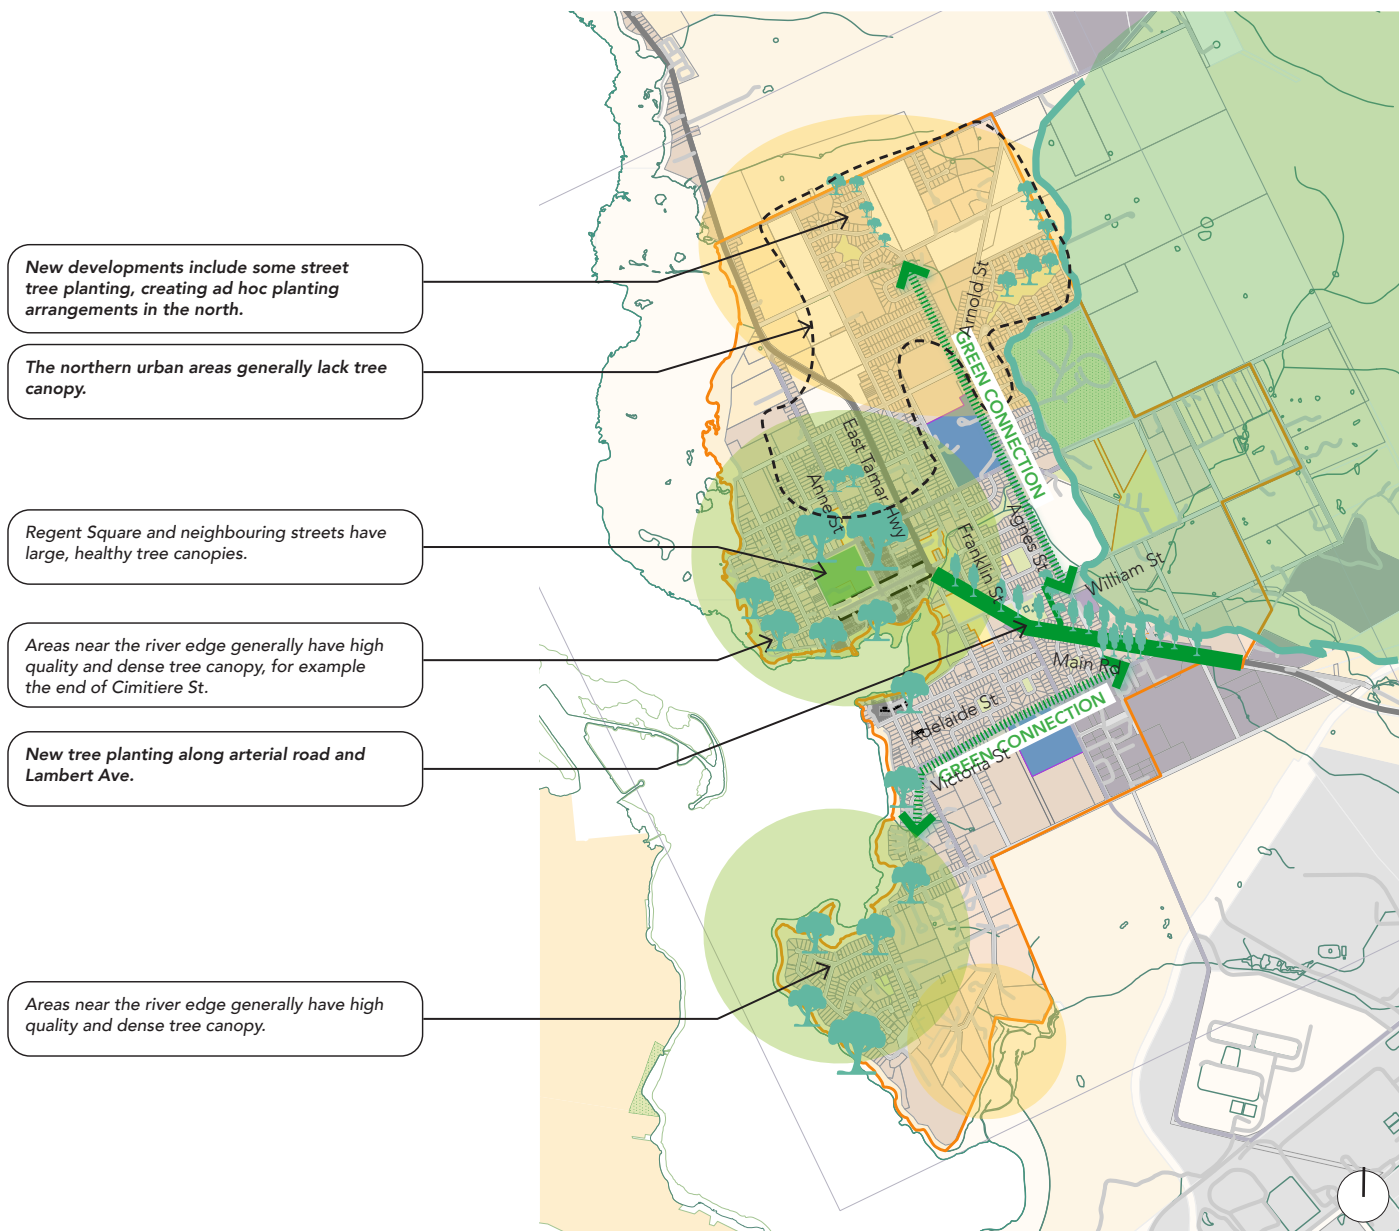 New developments include some street
tree planting, creating ad hoc planting
arrangements in the north.
The northern urban areas generally lack tree
canopy.
Regent Square and neighbouring streets have
large, healthy tree canopies.
Areas near the river edge generally have high
quality and dense tree canopy, for example
the end of Cimitiere St.
New tree planting along arterial road and
Lambert Ave.
Areas near the river edge generally have high
quality and dense tree canopy.
Arnold St
GREEN CONNECTION
East Tamar Hwy
Anne St
Franklin St
Agnes St
William St
Main Rd
Adelaide St
GREEN CONNECTION
Victoria St